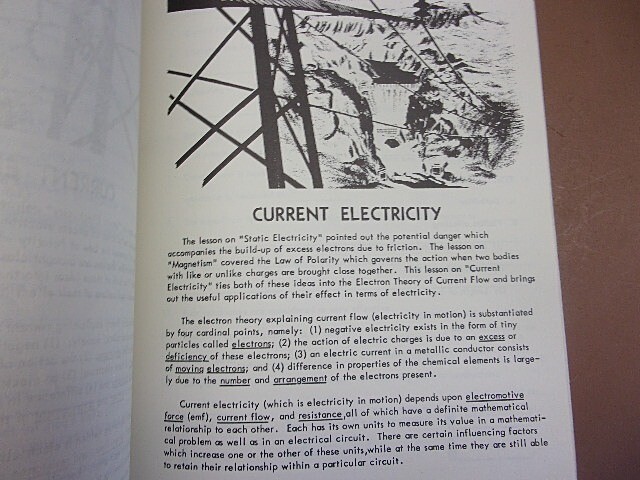 CURRENT ELECTRICITY
The lesson on "Static Electricity" pointed out the potential danger which
accompanies the build-up of excess electrons due to friction. The lesson on
"Magnetism" covered the Law of Polarity which governs the action when two bodies
with like or unlike charges are brought close together. This lesson on "Current
Electricity" ties both of these ideas into the Electron Theory of Current Flow and brings
out the useful applications of their effect in terms of electricity.
The electron theory explaining current flow (electricity in motion) is substantiated
by four cardinal points, namely: (1) negative electricity exists in the form of tiny
particles called electrons; (2) the action of electric charges is due to an excess or
deficiency of these electrons; (3) an electric current in a metallic conductor consists
of moving electrons; and (4) difference in properties of the chemical elements is large-
ly due to the number and arrangement of the electrons present.
Current electricity (which is electricity in motion) depends upon electromotive
force (emf), current flow, and resistance,all of which have a definite mathematical
relationship to each other. Each has its own units to measure its value in a mathemati-
cal problem as well as in an electrical circuit. There are certain influencing factors
which increase one or the other of these units,while at the same time they are still able
to retain their relationship within a particular circuit.